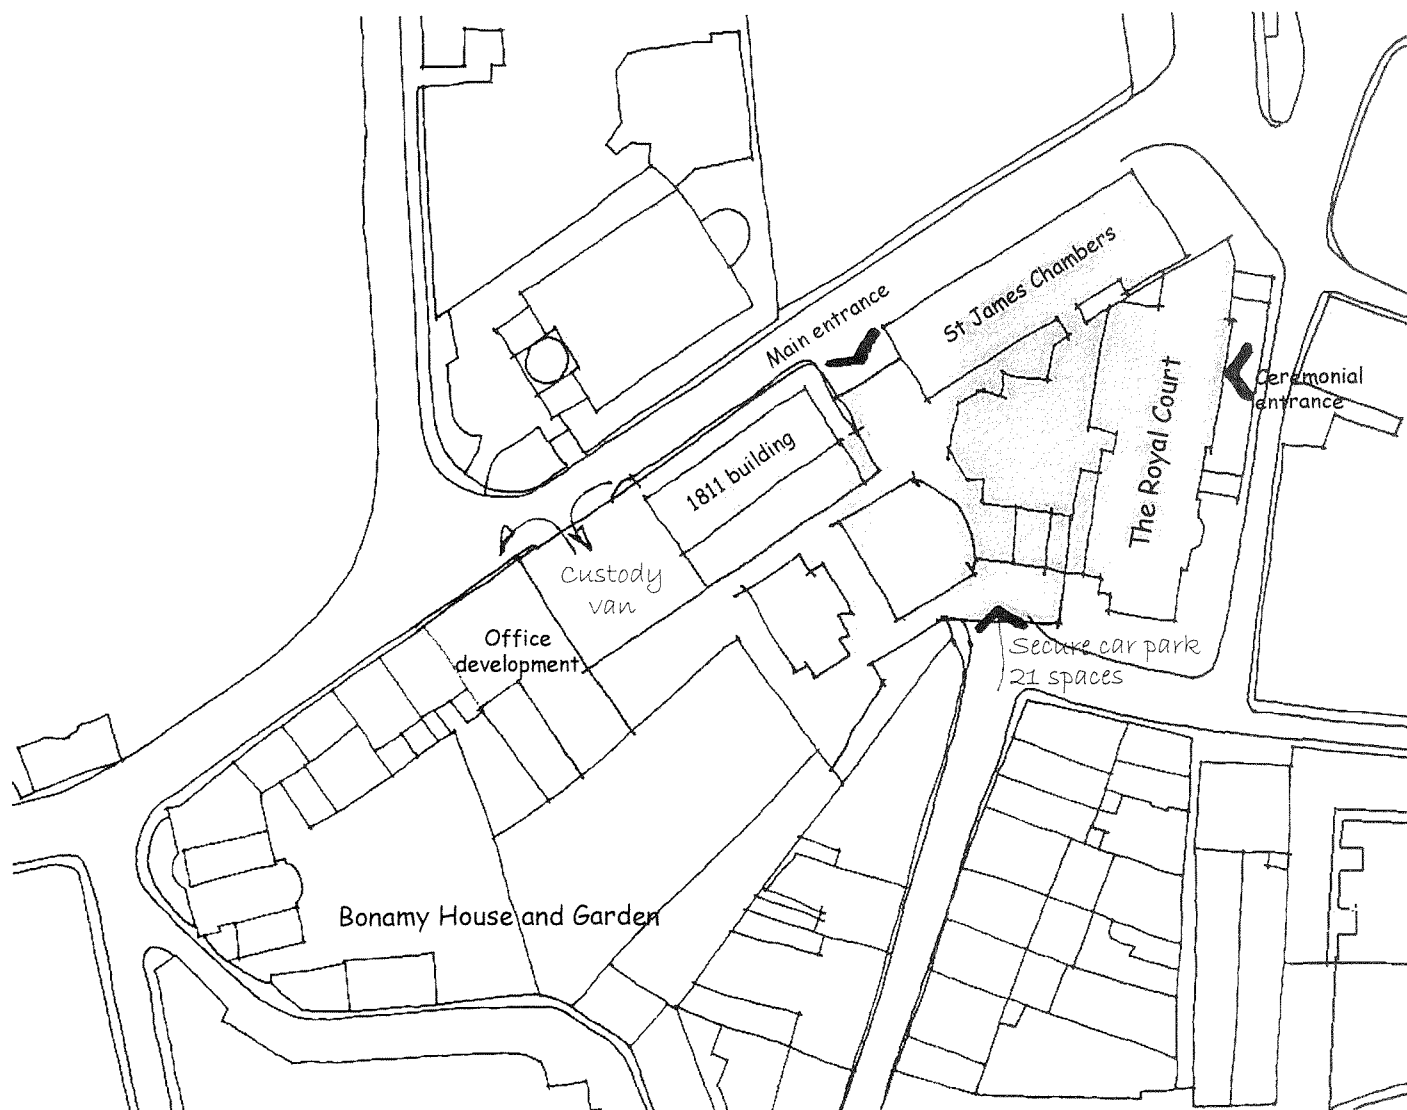 St James Chambers
Main entrance
The Royal Court
Ceremonial
entrance
1811 building
Custody
van
Office
development
Secure car park
21 spaces
Bonamy House and Garden